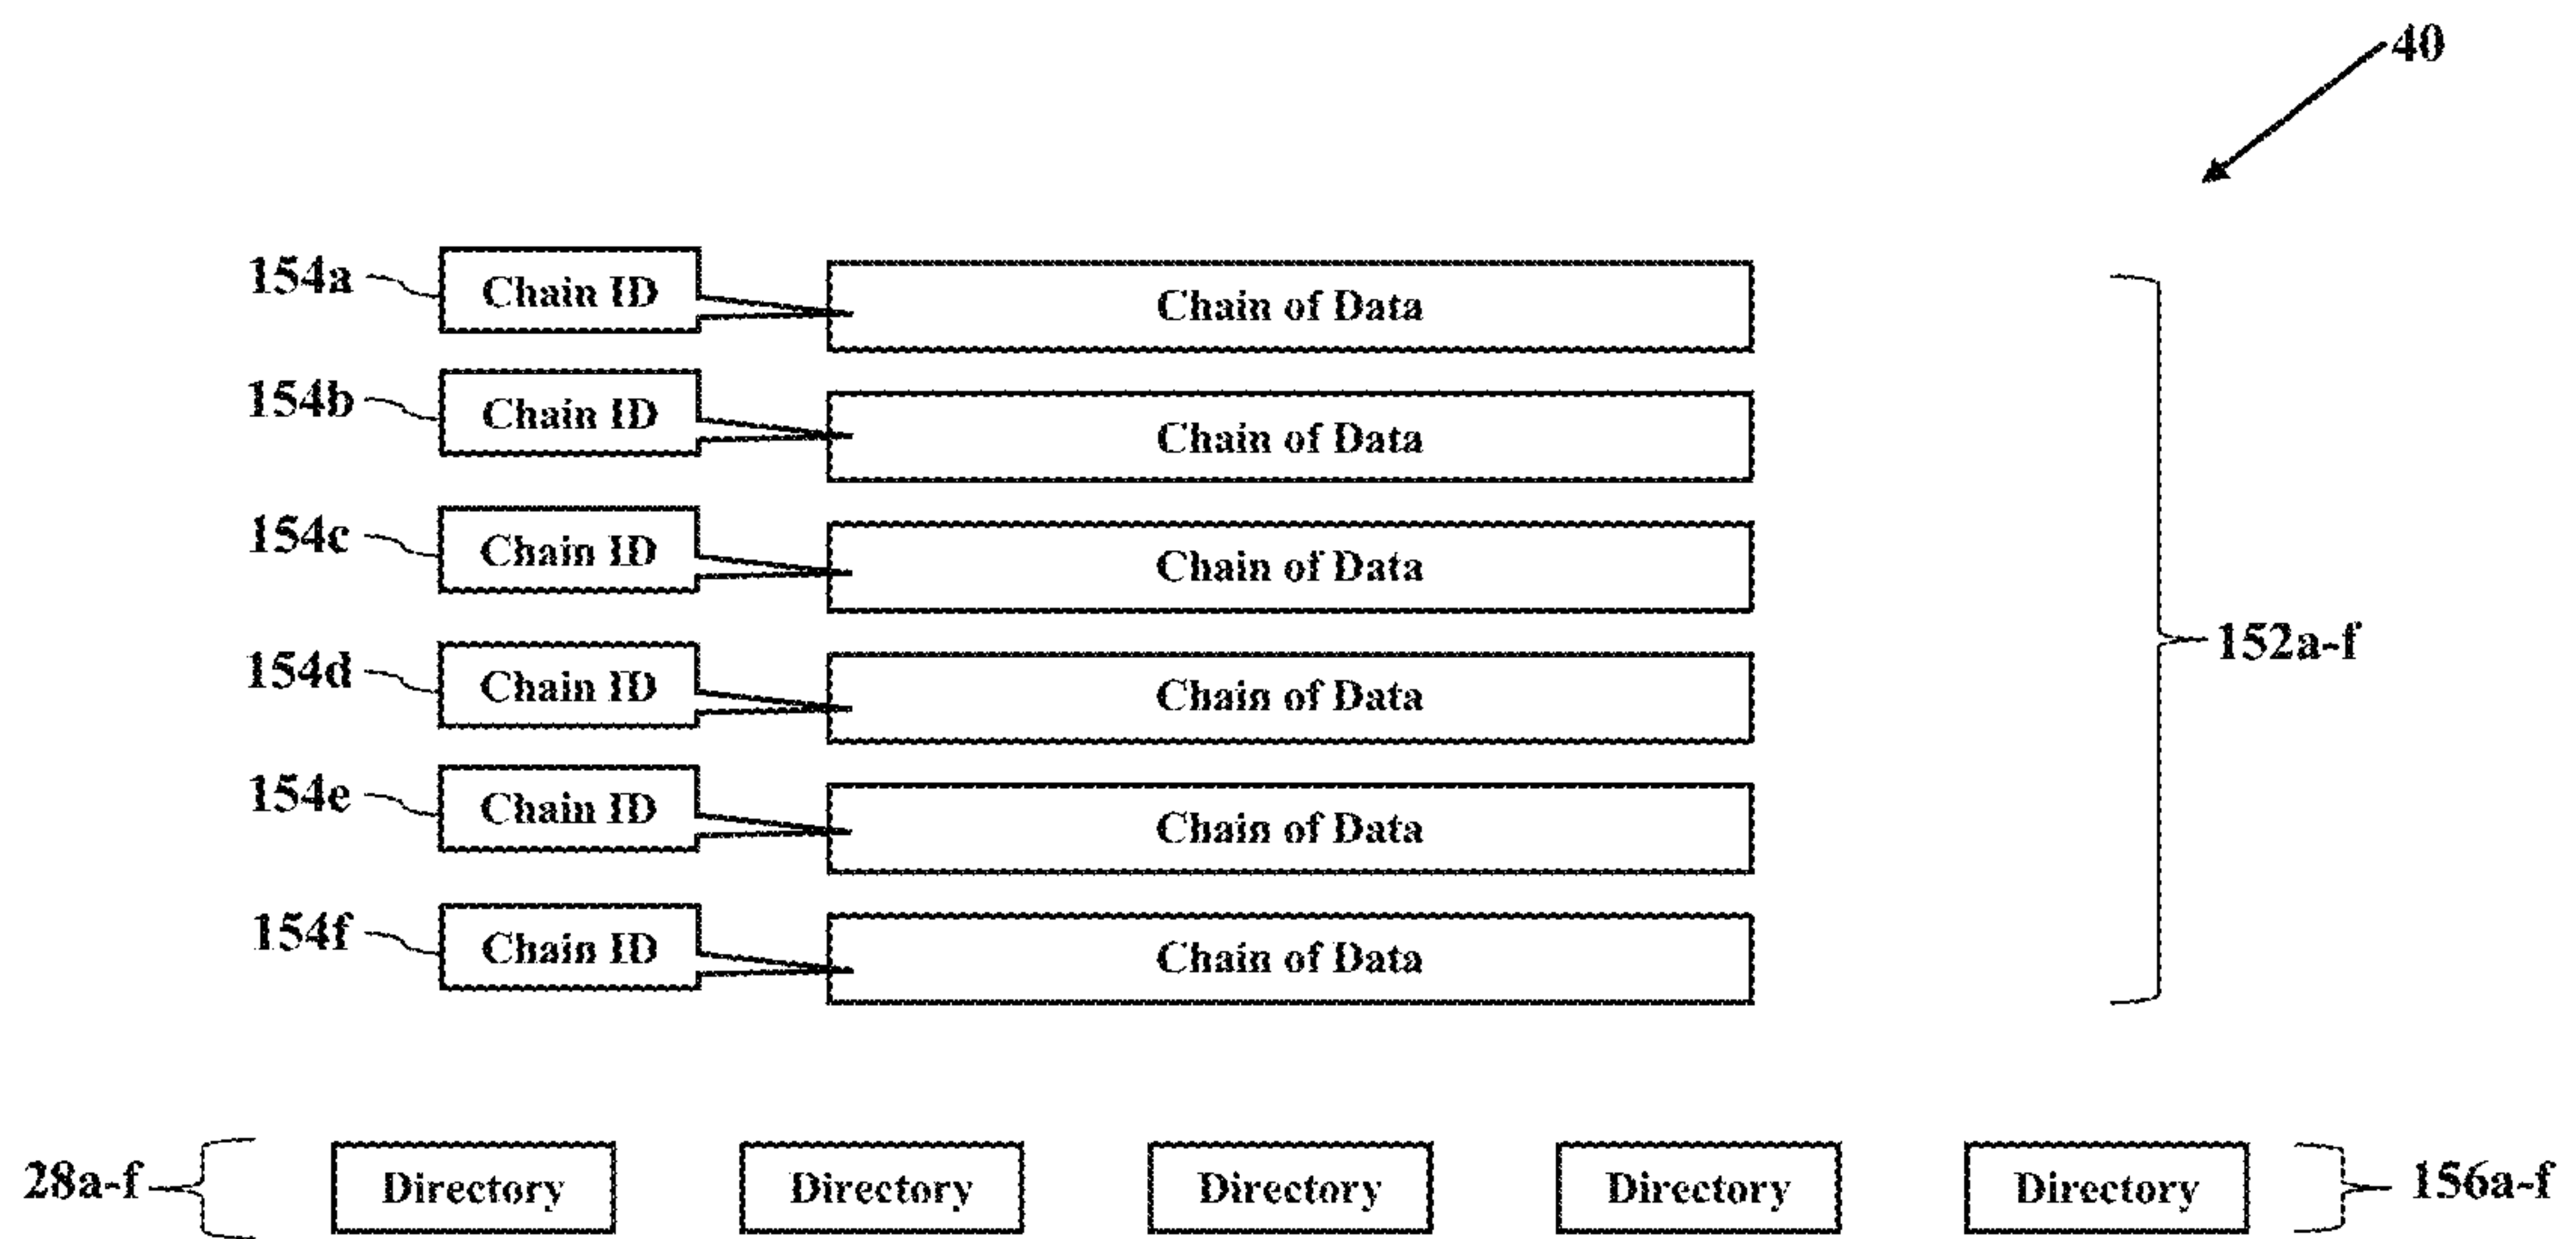 40
154a Chain ID Chain of Data
154b Chain ID Chain of Data
154c Chain ID Chain of Data
154d Chain ID Chain of Data
152a-f
154e Chain ID Chain of Data
154f Chain ID Chain of Data
28a-f Directory Directory Directory Directory Directory 156a-f